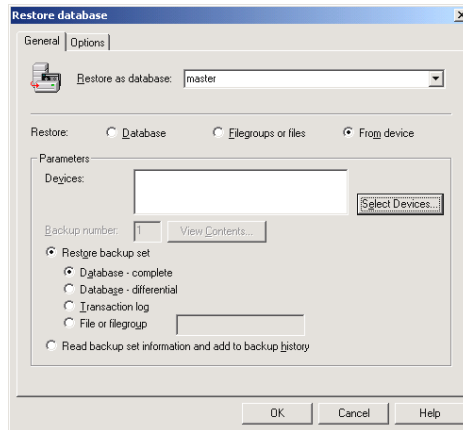 Restore database
General Options
Restore as database: master
Restore: Database Filegroups or files From device
Parameters
Devices:
Select Devices...
Backup number: 1 View Contents...
Restore backup set
Database - complete
Database - differential
Transaction log
File or filegroup
Read backup set information and add to backup history
OK Cancel Help